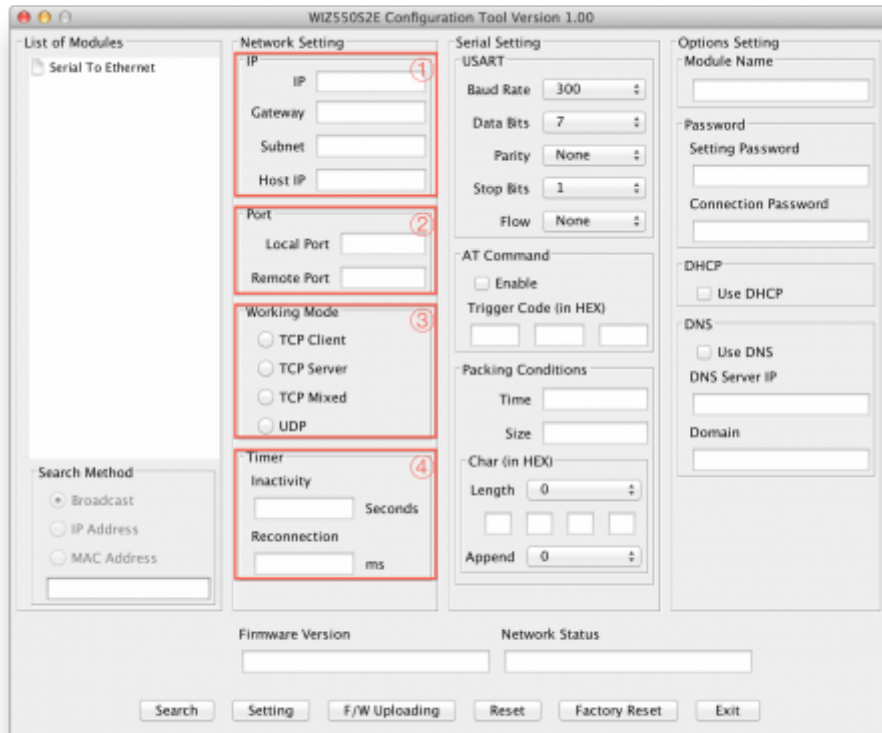 WIZ550S2E Configuration Tool Version 1.00
List of Modules
Serial To Ethernet
Search Method
Broadcast
IP Address
MAC Address
Network Setting
IP
①
IP
Gateway
Subnet
Host IP
Port
②
Local Port
Remote Port
Working Mode
③
TCP Client
TCP Server
TCP Mixed
UDP
Timer
④
Inactivity
Seconds
Reconnection
ms
Serial Setting
USART
Baud Rate 300
Data Bits 7
Parity None
Stop Bits 1
Flow None
AT Command
Enable
Trigger Code (in HEX)
Packing Conditions
Time
Size
Char (in HEX)
Length 0
Append 0
Options Setting
Module Name
Password
Setting Password
Connection Password
DHCP
Use DHCP
DNS
Use DNS
DNS Server IP
Domain
Firmware Version
Network Status
Search Setting F/W Uploading Reset Factory Reset Exit